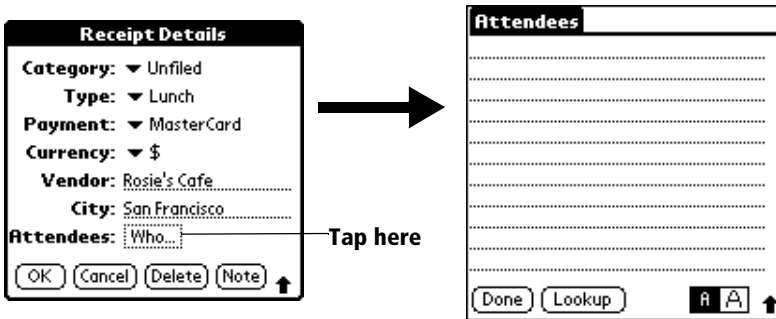 Receipt Details
Category: Unfiled
Type: Lunch
Payment: MasterCard
Currency: $
Vendor: Rosie's Cafe
City: San Francisco
Attendees: Who...
OK Cancel Delete Note
Tap here
Attendees
Done Lookup A A